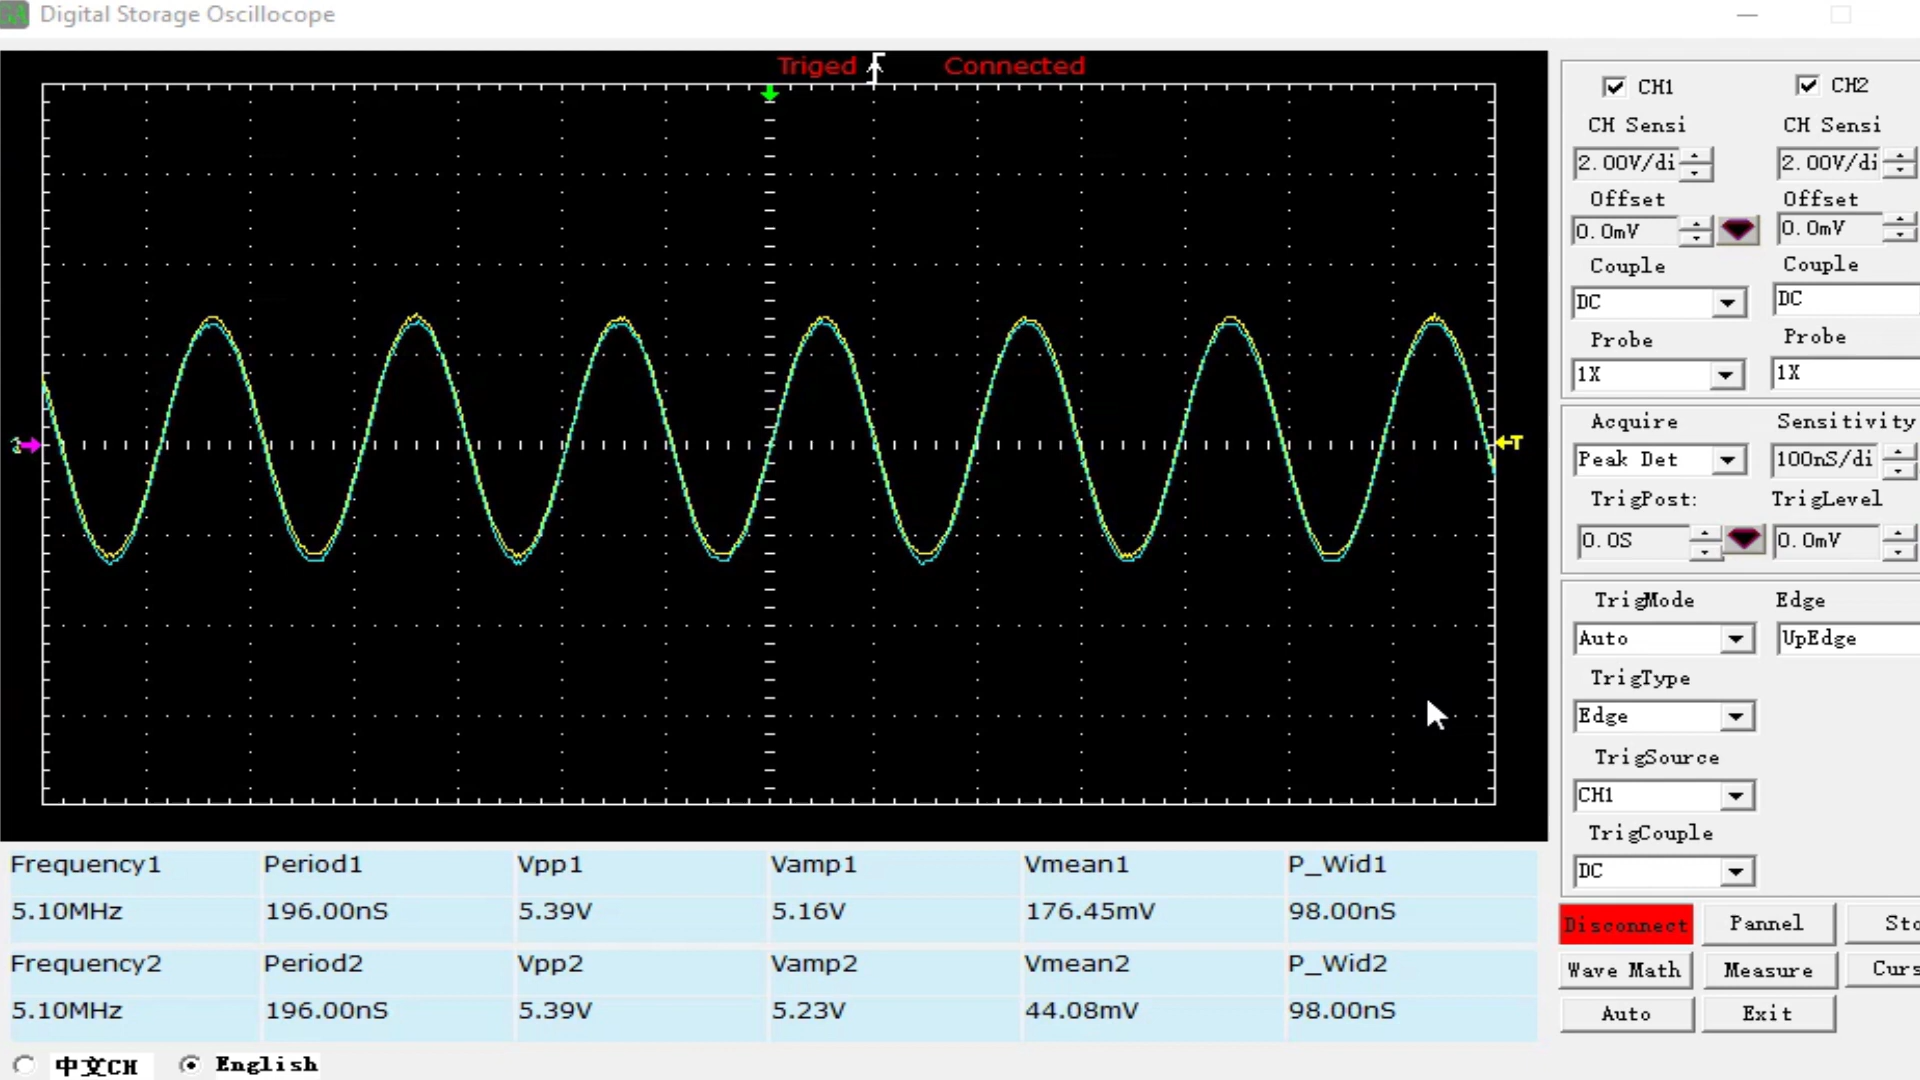 Digital Storage Oscillocope
Triged Connected
T
CH1 CH2
CH Sensi CH Sensi
2.00V/di 2.00V/di
Offset Offset
0.0mV 0.0mV
Couple Couple
DC DC
Probe Probe
1X 1X
Acquire Sensitivity
Peak Det 100nS/di
TrigPost: TrigLevel
0.0S 0.0mV
TrigMode Edge
Auto UpEdge
TrigType
Edge
TrigSource
CH1
TrigCouple
DC
Disconnect Pannel Sto
Wave Math Measure Curs
Auto Exit
Frequency1 Period1 Vpp1 Vamp1 Vmean1 P_Wid1
5.10MHz 196.00nS 5.39V 5.16V 176.45mV 98.00nS
Frequency2 Period2 Vpp2 Vamp2 Vmean2 P_Wid2
5.10MHz 196.00nS 5.39V 5.23V 44.08mV 98.00nS
中文CH English